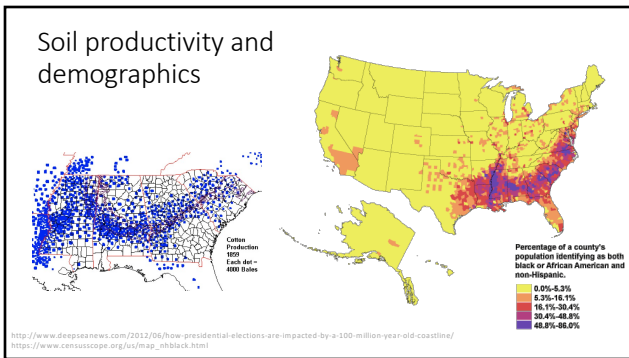 Soil productivity and
demographics
Cotton
Production
1859
Each dot =
4000 Bales
Percentage of a county's
population identifying as both
black or African American and
non-Hispanic.
0.0%-5.3%
5.3%-16.1%
16.1%-30.4%
30.4%-48.8%
48.8%-86.0%
http://www.deepseanews.com/2012/06/how-presidential-elections-are-impacted-by-a-100-million-year-old-coastline/
https://www.censusscope.org/us/map_nhblack.html